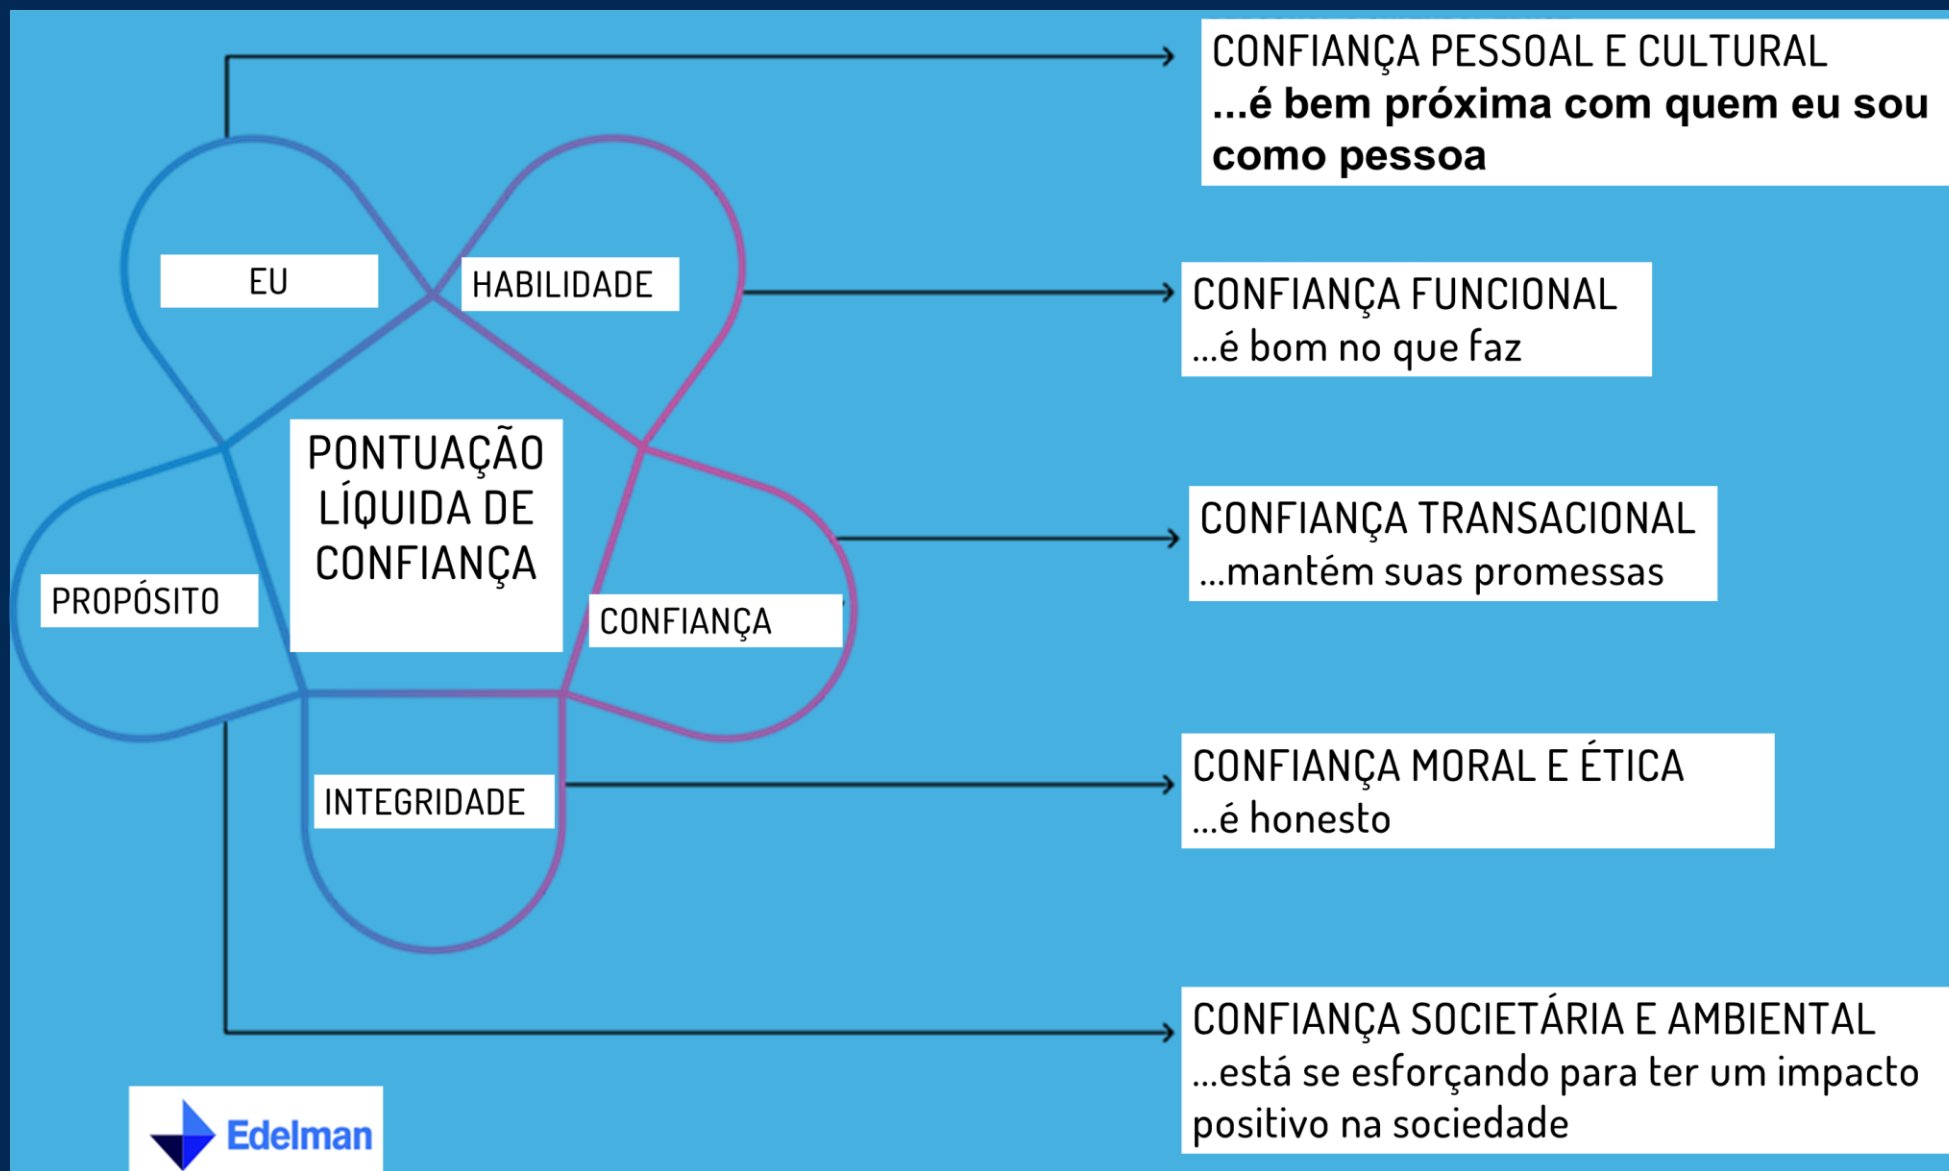 CONFIANÇA PESSOAL E CULTURAL
...é bem próxima com quem eu sou
como pessoa
EU
HABILIDADE
CONFIANÇA FUNCIONAL
...é bom no que faz
PONTUAÇÃO
LÍQUIDA DE
CONFIANÇA
CONFIANÇA TRANSACIONAL
...mantém suas promessas
PROPÓSITO
CONFIANÇA
CONFIANÇA MORAL E ÉTICA
...é honesto
INTEGRIDADE
CONFIANÇA SOCIETÁRIA E AMBIENTAL
...está se esforçando para ter um impacto
positivo na sociedade
Edelman